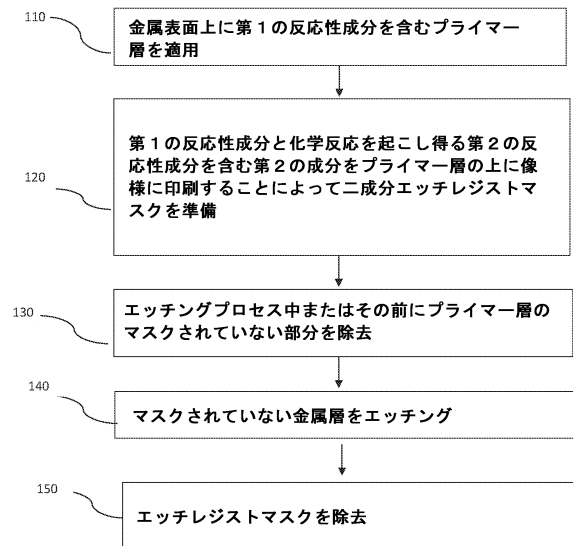 110
金属表面上に第１の反応性成分を含むプライマー
層を適用
120
第１の反応性成分と化学反応を起こし得る第２の反
応性成分を含む第２の成分をプライマー層の上に像
様に印刷することによって二成分エッチレジストマ
スクを準備
130
エッチングプロセス中またはその前にプライマー層の
マスクされていない部分を除去
140
マスクされていない金属層をエッチング
150
エッチレジストマスクを除去